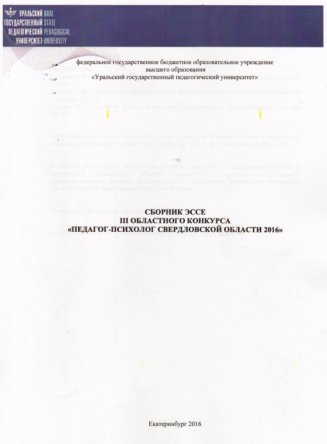 УРАЛЬСКИЙ URAL
ГОСУДАРСТВЕННЫЙ STATE
ПЕДАГОГИЧЕСКИЙ PEDAGOGICAL
УНИВЕРСИТЕТ UNIVERSITY
федеральное государственное бюджетное образовательное учреждение
высшего образования
«Уральский государственный педагогический университет»
СБОРНИК ЭССЕ
III ОБЛАСТНОГО КОНКУРСА
«ПЕДАГОГ-ПСИХОЛОГ СВЕРДЛОВСКОЙ ОБЛАСТИ 2016»
Екатеринбург 2016